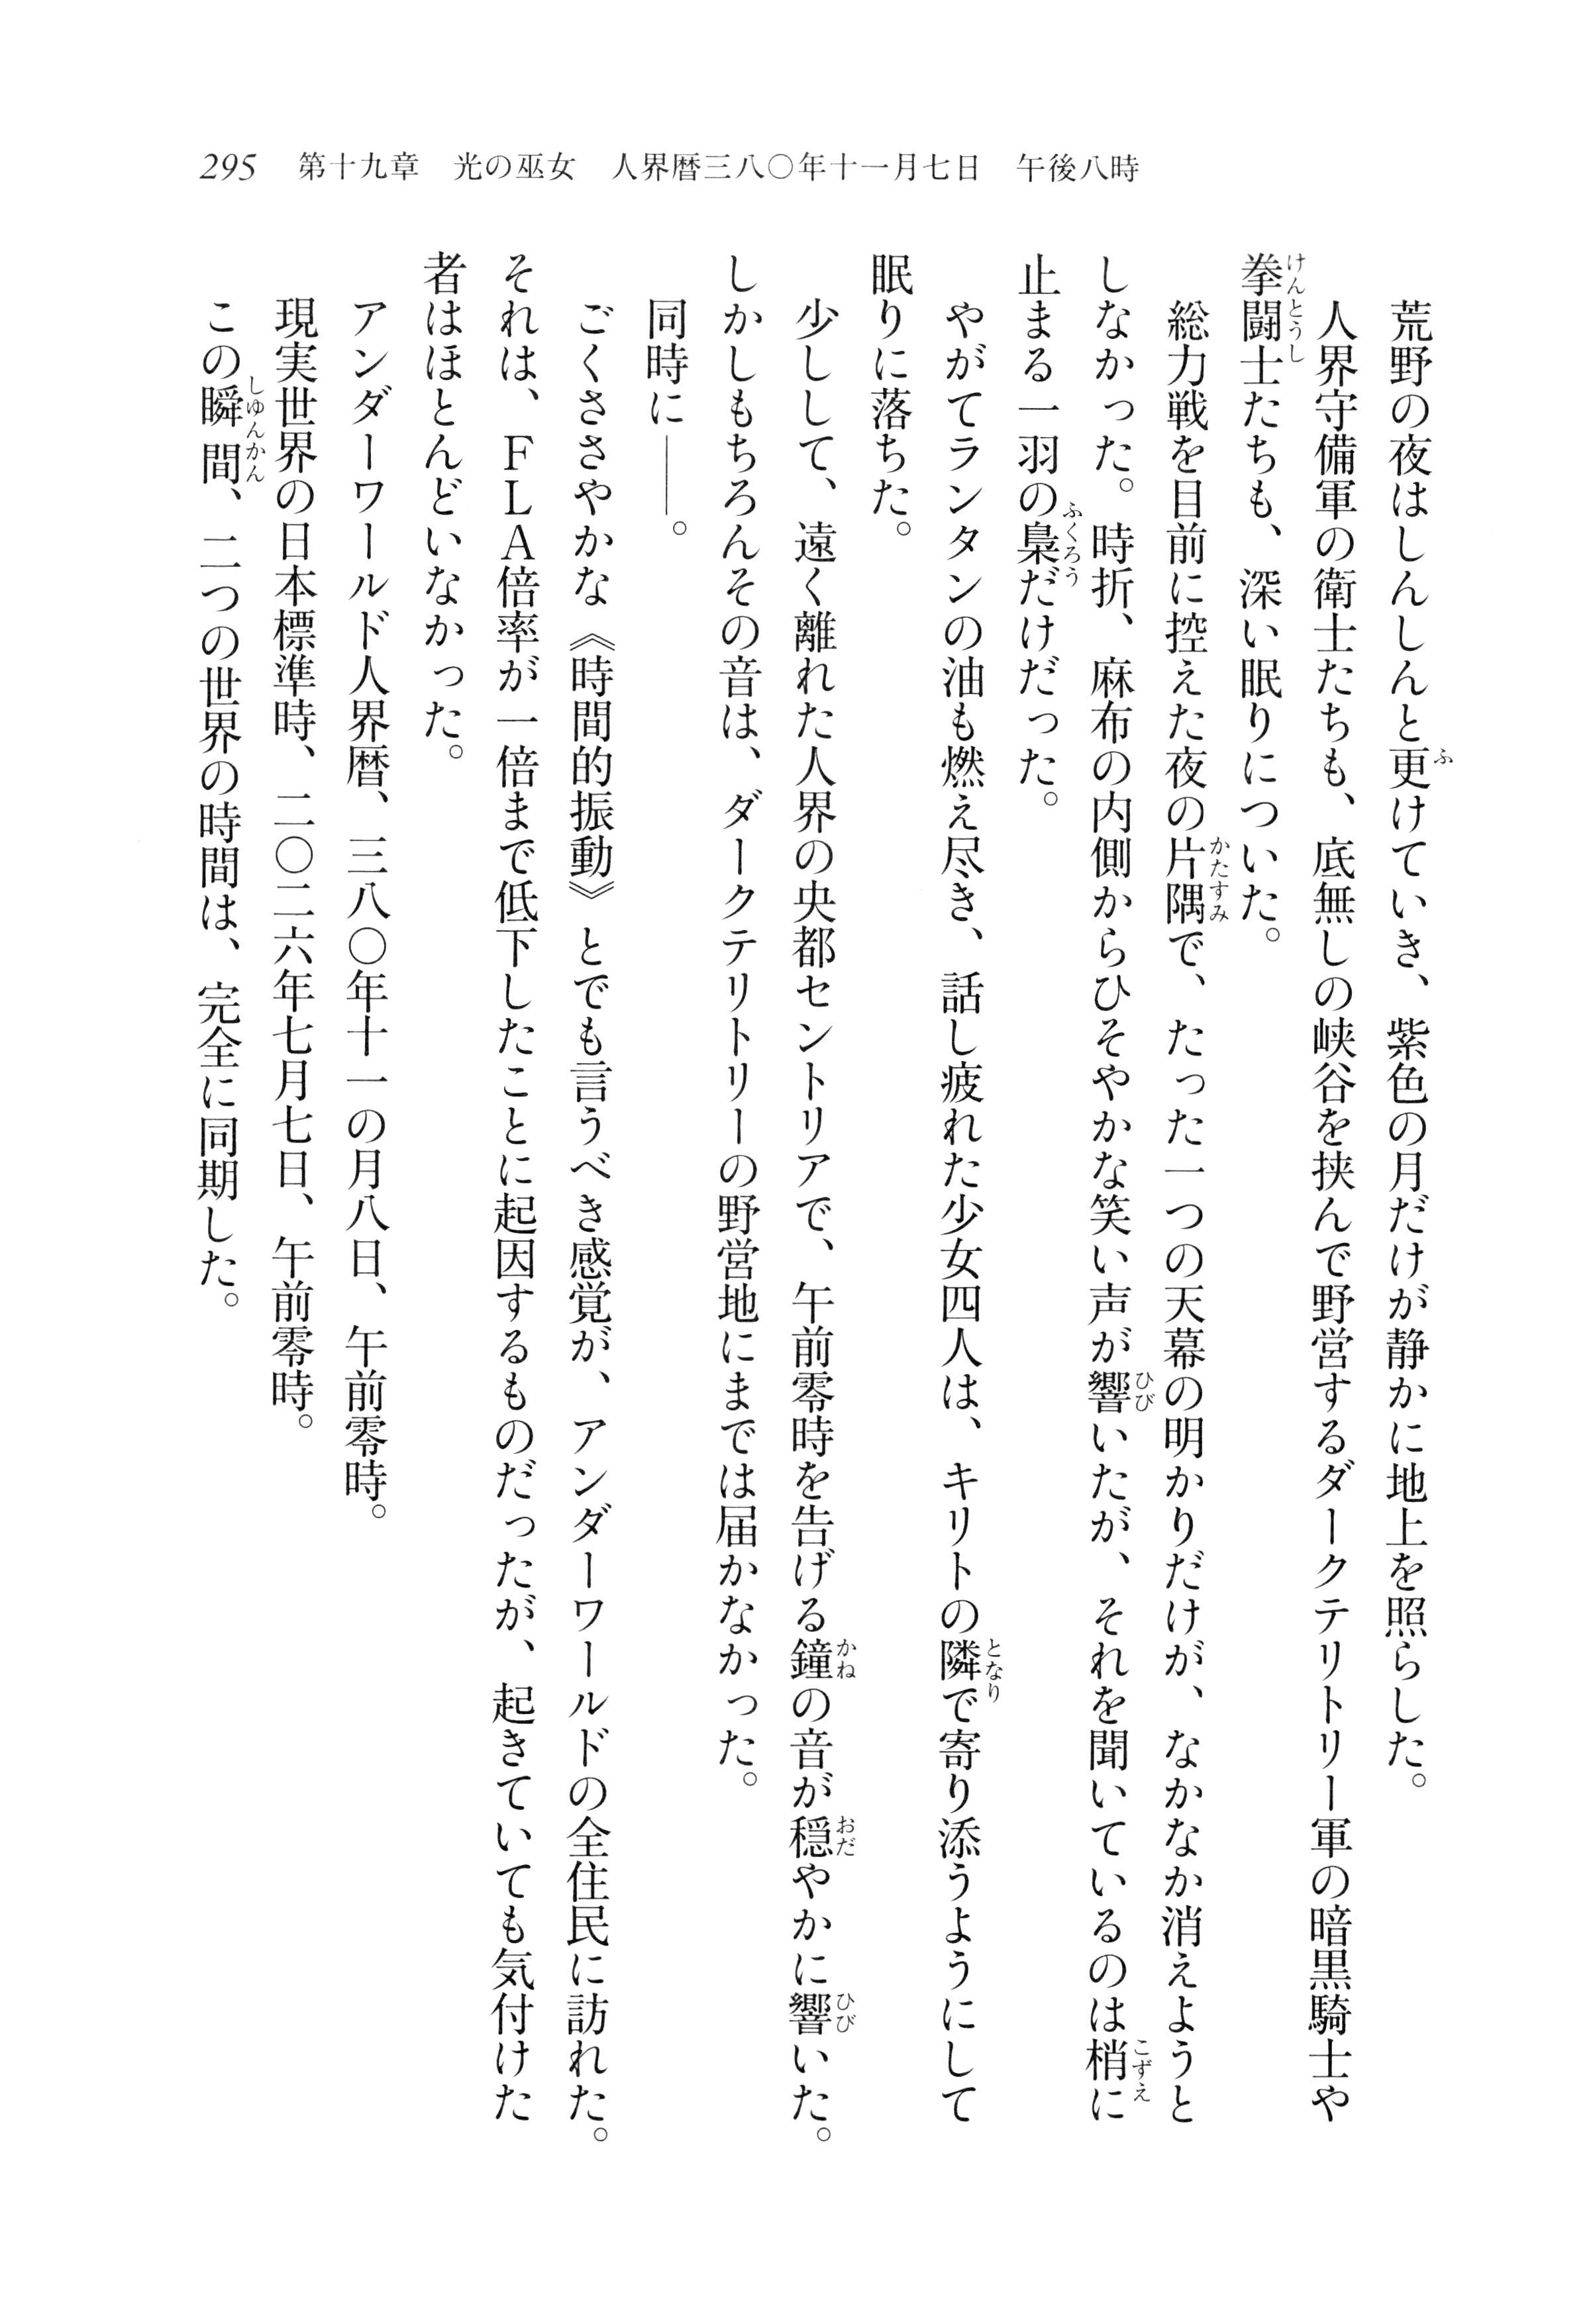 295　第十九章　光の巫女　人界暦三八〇年十一月七日　午後八時
　荒野の夜はしんしんと更けていき、紫色の月だけが静かに地上を照らした。
　人界守備軍の衛士たちも、底無しの峡谷を挟んで野営するダークテリトリー軍の暗黒騎士や
拳闘士たちも、深い眠りについた。
　総力戦を目前に控えた夜の片隅で、たった一つの天幕の明かりだけが、なかなか消えようと
しなかった。時折、麻布の内側からひそやかな笑い声が響いたが、それを聞いているのは梢に
止まる一羽の梟だけだった。
　やがてランタンの油も燃え尽き、話し疲れた少女四人は、キリトの隣で寄り添うようにして
眠りに落ちた。
　少しして、遠く離れた人界の央都セントリアで、午前零時を告げる鐘の音が穏やかに響いた。
しかしもちろんその音は、ダークテリトリーの野営地にまでは届かなかった。
　同時に――。
　ごくささやかな《時間的振動》とでも言うべき感覚が、アンダーワールドの全住民に訪れた。
それは、ＦＬＡ倍率が一倍まで低下したことに起因するものだったが、起きていても気付けた
者はほとんどいなかった。
　アンダーワールド人界暦、三八〇年十一の月八日、午前零時。
　現実世界の日本標準時、二〇二六年七月七日、午前零時。
　この瞬間、二つの世界の時間は、完全に同期した。